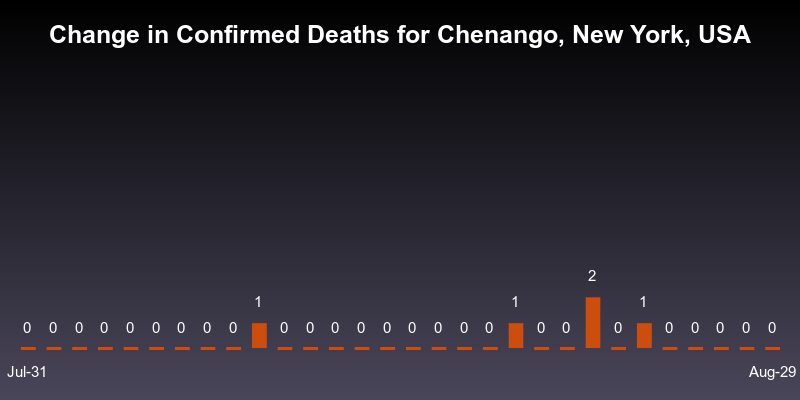 Change in Confirmed Deaths for Chenango, New York, USA
2
1 1 1
0 0 0 0 0 0 0 0 0 0 0 0 0 0 0 0 0 0 0 0 0 0 0 0 0 0
Jul-31 Aug-29